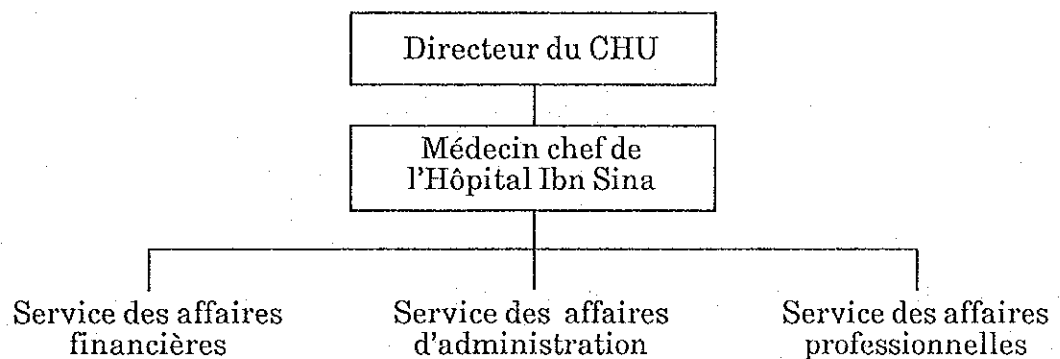 Directeur du CHU
Médecin chef de
l'Hôpital Ibn Sina
Service des affaires
financières
Service des affaires
d'administration
Service des affaires
professionnelles